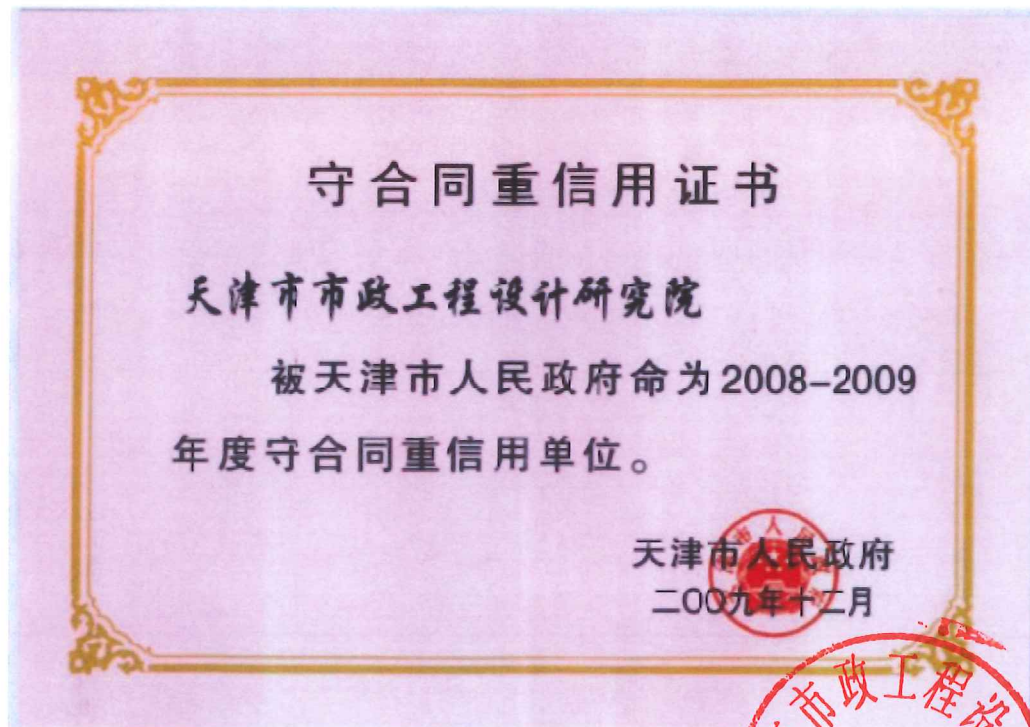 守合同重信用证书
天津市市政工程设计研究院
被天津市人民政府命为2008-2009
年度守合同重信用单位。
天津市人民政府
二〇〇九年十二月
市政工程设